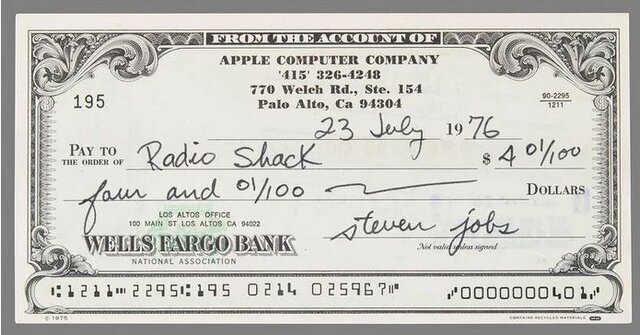 FROM THE ACCOUNT OF
APPLE COMPUTER COMPANY
'415' 326-4248
770 Welch Rd., Ste. 154
Palo Alto, Ca 94304
195
90-2295
1211
23 July 1976
PAY TO
THE ORDER OF Radio Shack $ 4 01/100
four and 01/100 DOLLARS
LOS ALTOS OFFICE
100 MAIN ST LOS ALTOS CA 94022
WELLS FARGO BANK
NATIONAL ASSOCIATION
steven jobs
Not valid unless signed
⑆1211⑉2295⑆195 0214 025967⑈ ⑈0000000401⑈
© 1975
CONTAINS RECYCLED MATERIALS